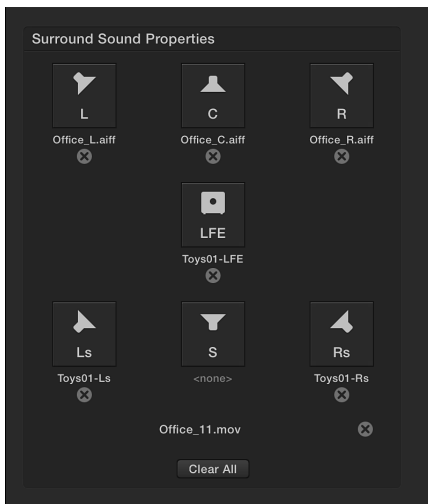 Surround Sound Properties
L C R
Office_L.aiff Office_C.aiff Office_R.aiff
LFE
Toys01-LFE
Ls S Rs
Toys01-Ls <none> Toys01-Rs
Office_11.mov
Clear All